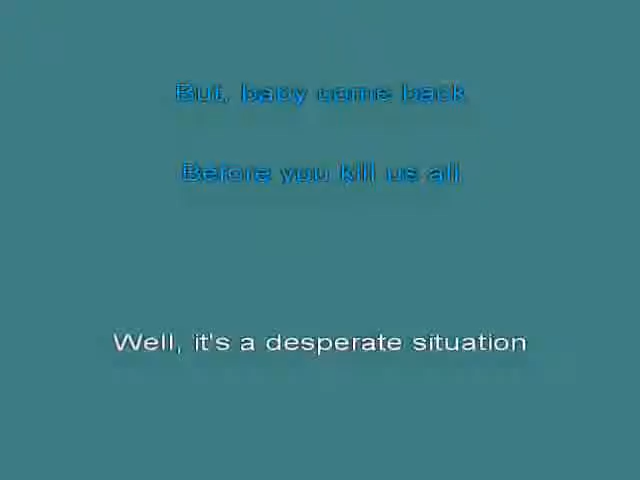 But, baby come back
Before you kill us all
Well, it's a desperate situation